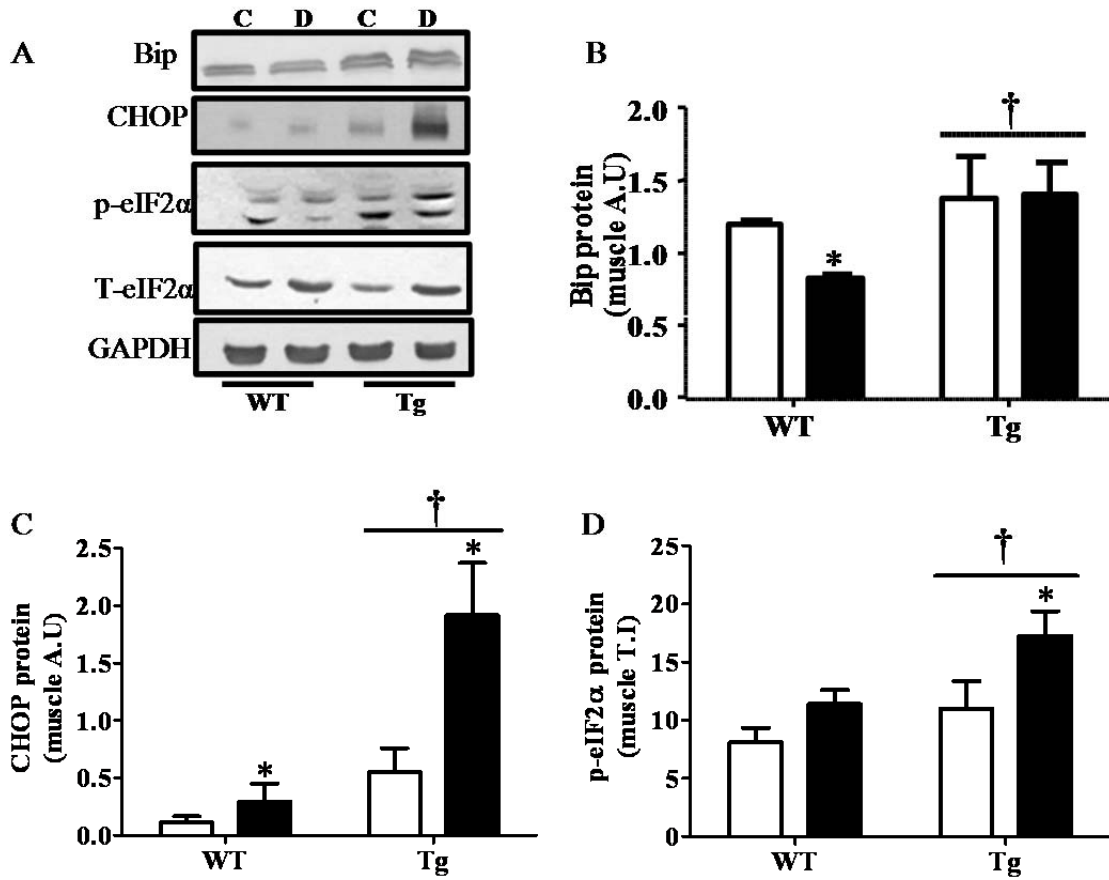 A
C D C D
Bip
CHOP
p-eIF2α
T-eIF2α
GAPDH
WT Tg
B
Bip protein
(muscle A.U)
2.0
1.5
1.0
0.5
0.0
†
*
WT Tg
C
CHOP protein
(muscle A.U)
2.5
2.0
1.5
1.0
0.5
0.0
†
*
*
WT Tg
D
p-eIF2α protein
(muscle T.I)
25
20
15
10
5
0
†
*
WT Tg